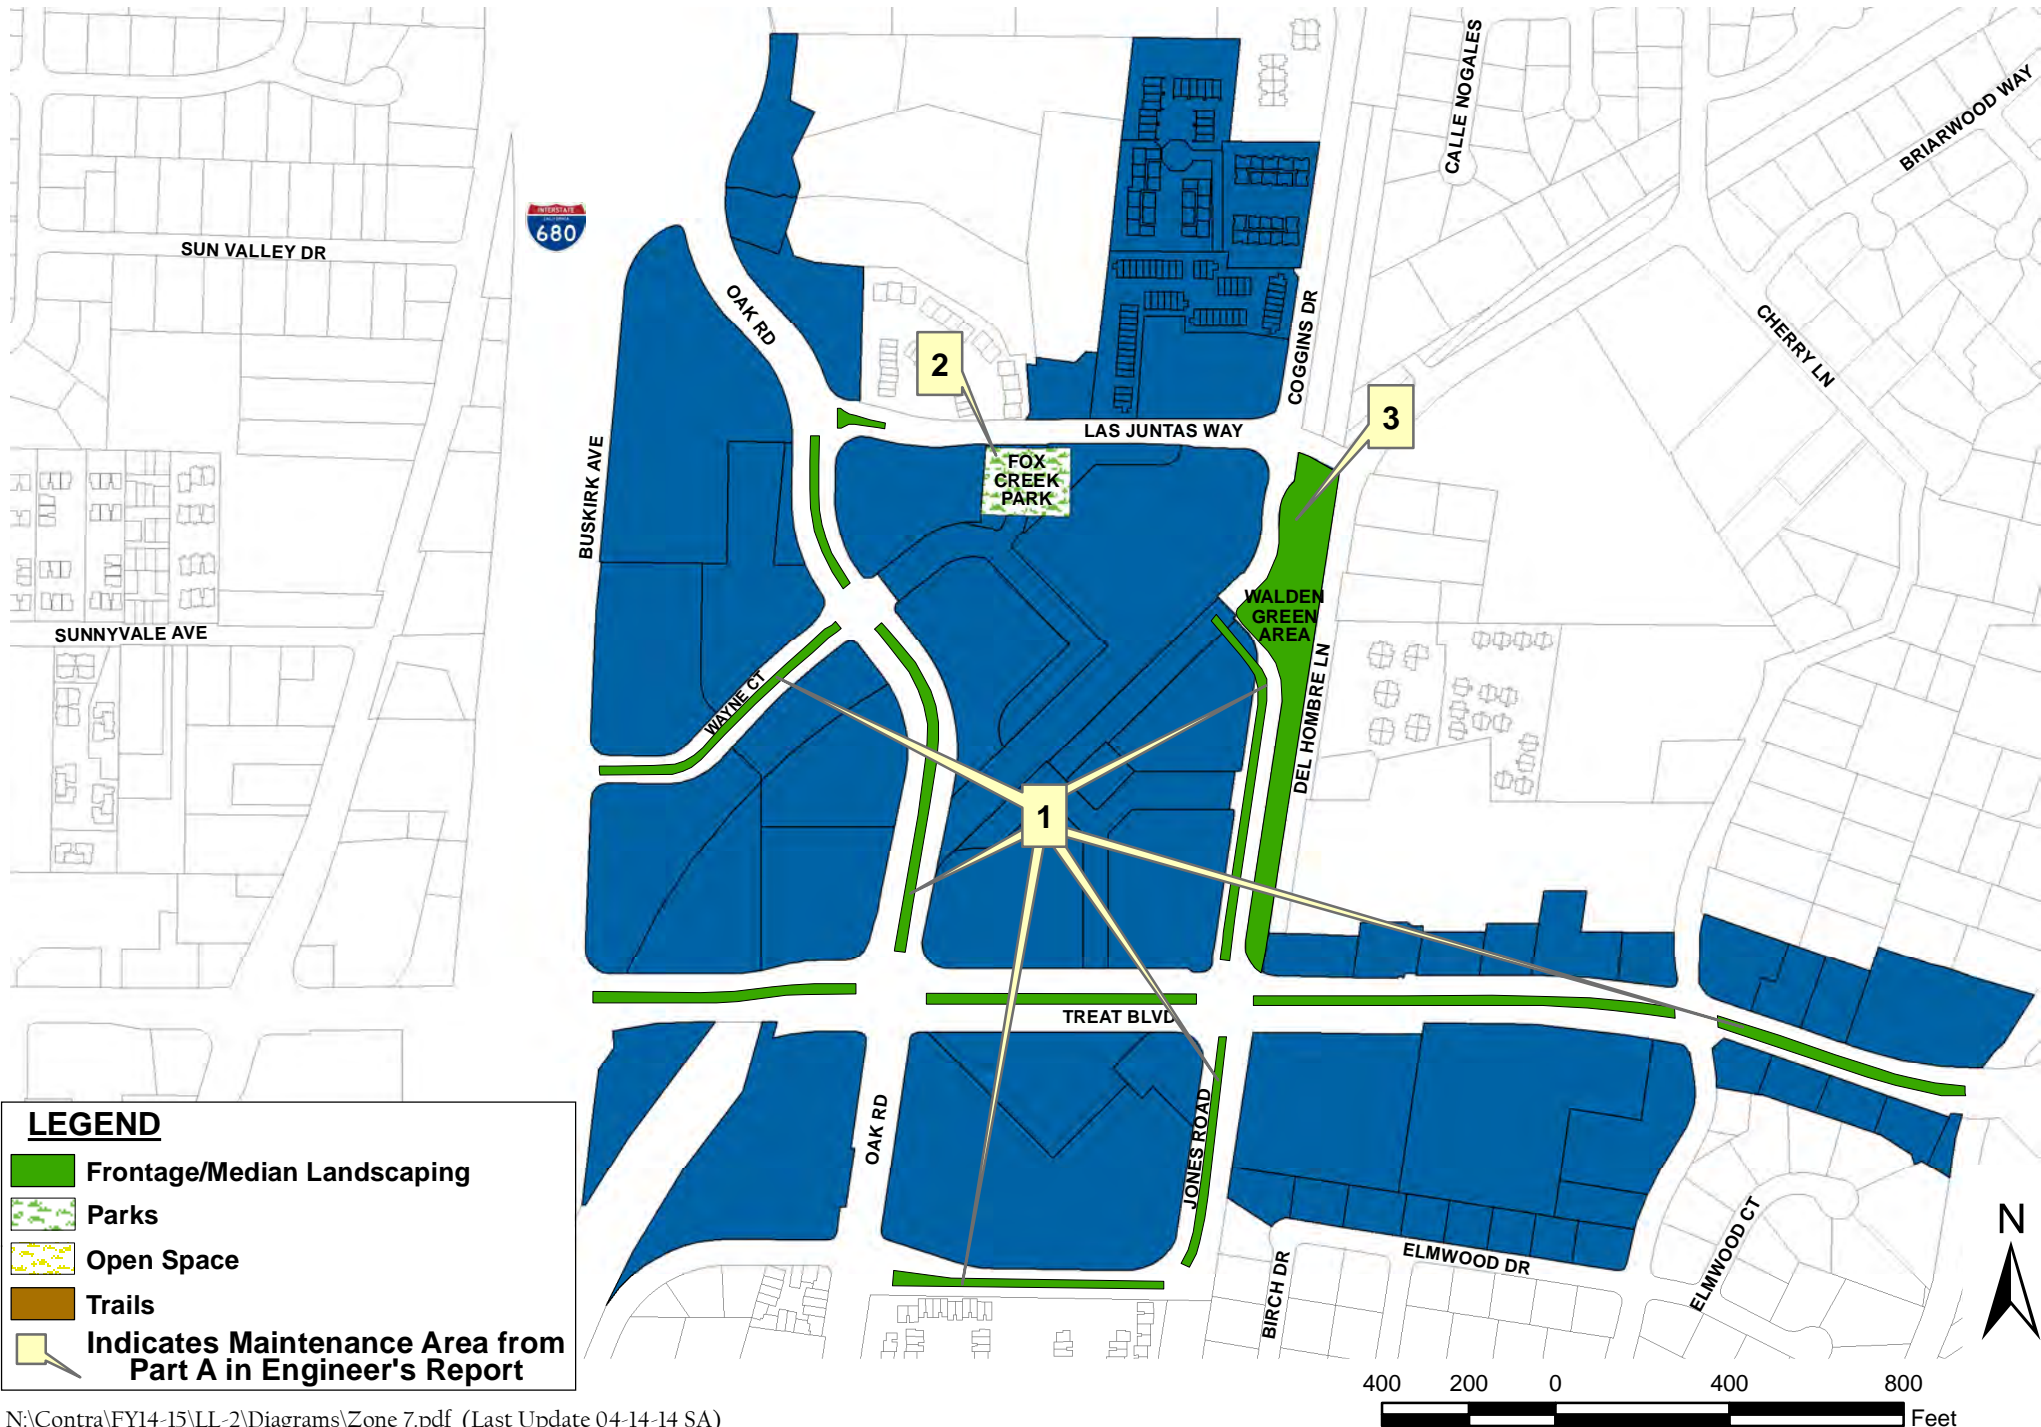 CALLE NOGALES
BRIARWOOD WAY
INTERSTATE
CALIFORNIA
680
SUN VALLEY DR
OAK RD
COGGINS DR
CHERRY LN
2
3
LAS JUNTAS WAY
BUSKIRK AVE
FOX
CREEK
PARK
WALDEN
GREEN
AREA
SUNNYVALE AVE
WAYNE CT
DEL HOMBRE LN
1
TREAT BLVD
OAK RD
JONES ROAD
ELMWOOD DR
ELMWOOD CT
BIRCH DR
LEGEND
Frontage/Median Landscaping
Parks
Open Space
Trails
Indicates Maintenance Area from
Part A in Engineer's Report
N
400 200 0 400 800
Feet
N:\Contra\FY14-15\LL-2\Diagrams\Zone 7.pdf (Last Update 04-14-14 SA)